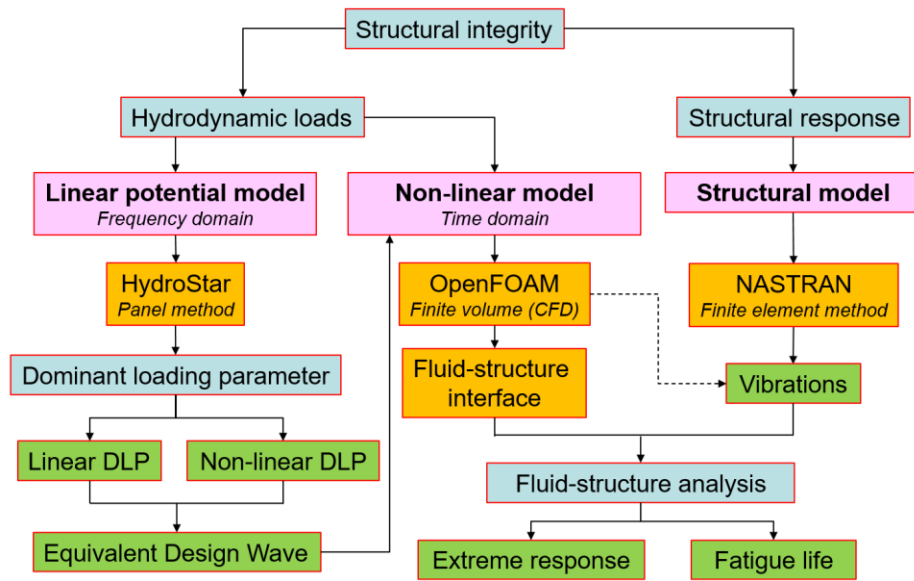 Structural integrity
Hydrodynamic loads
Structural response
Linear potential model
Frequency domain
Non-linear model
Time domain
Structural model
HydroStar
Panel method
OpenFOAM
Finite volume (CFD)
NASTRAN
Finite element method
Dominant loading parameter
Fluid-structure
interface
Vibrations
Linear DLP
Non-linear DLP
Fluid-structure analysis
Equivalent Design Wave
Extreme response
Fatigue life